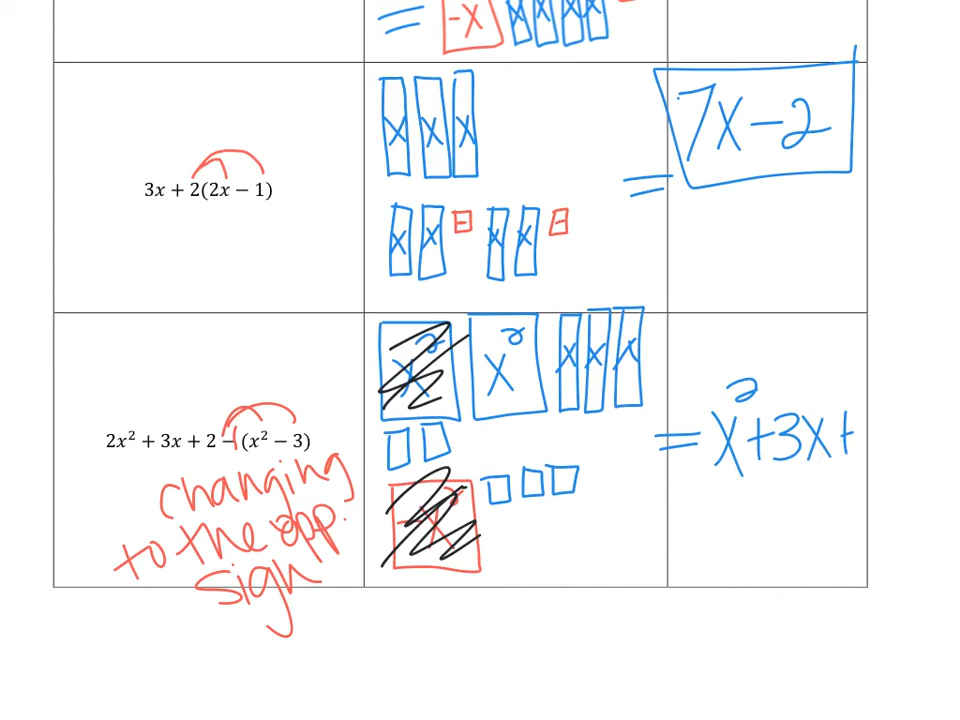 = -x x x x x
3x + 2(2x − 1)
x x x
x x − x x −
= 7x − 2
2x² + 3x + 2 − (x² − 3)
x² x² x x x
-x²
= x² + 3x +
changing
to the opp.
sign